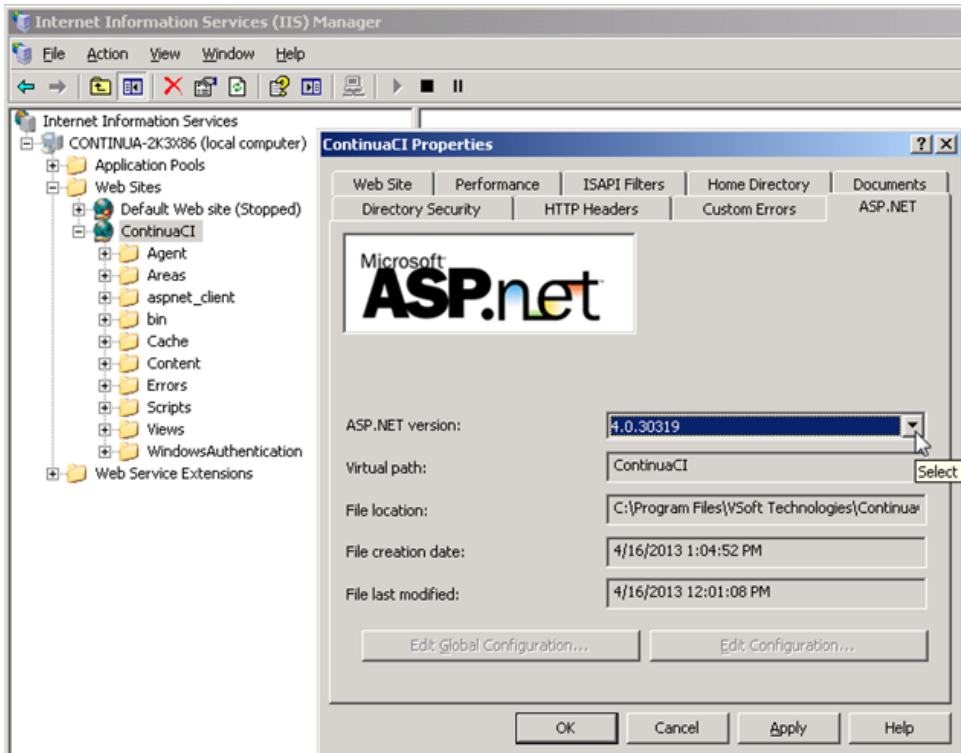 Internet Information Services (IIS) Manager
File Action View Window Help
Internet Information Services
CONTINUA-2K3X86 (local computer)
Application Pools
Web Sites
Default Web site (Stopped)
ContinuaCI
Agent
Areas
aspnet_client
bin
Cache
Content
Errors
Scripts
Views
WindowsAuthentication
Web Service Extensions
ContinuaCI Properties
Web Site Performance ISAPI Filters Home Directory Documents
Directory Security HTTP Headers Custom Errors ASP.NET
Microsoft
ASP.net
ASP.NET version: 4.0.30319
Select
Virtual path: ContinuaCI
File location: C:\Program Files\VSoft Technologies\Continua
File creation date: 4/16/2013 1:04:52 PM
File last modified: 4/16/2013 12:01:08 PM
Edit Global Configuration... Edit Configuration...
OK Cancel Apply Help